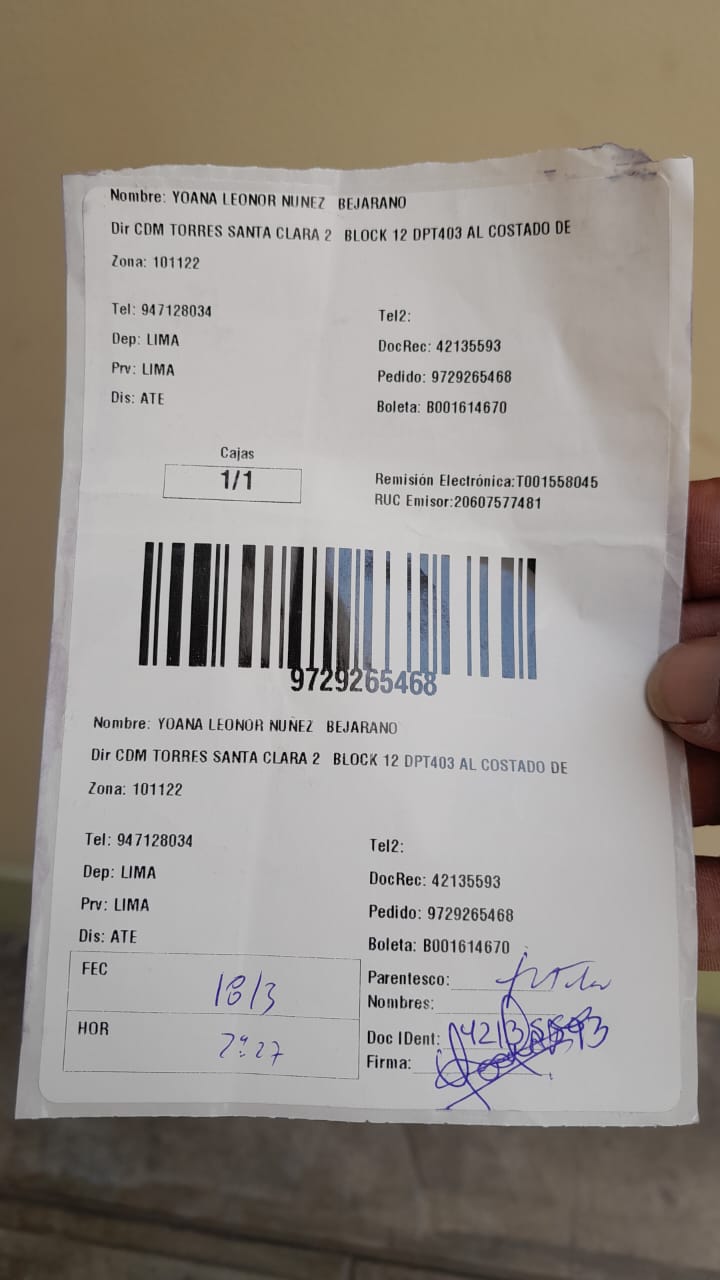 Nombre: YOANA LEONOR NUNEZ BEJARANO
Dir CDM TORRES SANTA CLARA 2 BLOCK 12 DPT403 AL COSTADO DE
Zona: 101122
Tel: 947128034
Tel2:
Dep: LIMA
DocRec: 42135593
Prv: LIMA
Pedido: 9729265468
Dis: ATE
Boleta: B001614670
Cajas
1/1
Remisión Electrónica:T001558045
RUC Emisor:20607577481
9729265468
Nombre: YOANA LEONOR NUÑEZ BEJARANO
Dir CDM TORRES SANTA CLARA 2 BLOCK 12 DPT403 AL COSTADO DE
Zona: 101122
Tel: 947128034
Tel2:
Dep: LIMA
DocRec: 42135593
Prv: LIMA
Pedido: 9729265468
Dis: ATE
Boleta: B001614670
FEC 18/3
Parentesco:
Nombres:
HOR 2:27
Doc IDent:
Firma: